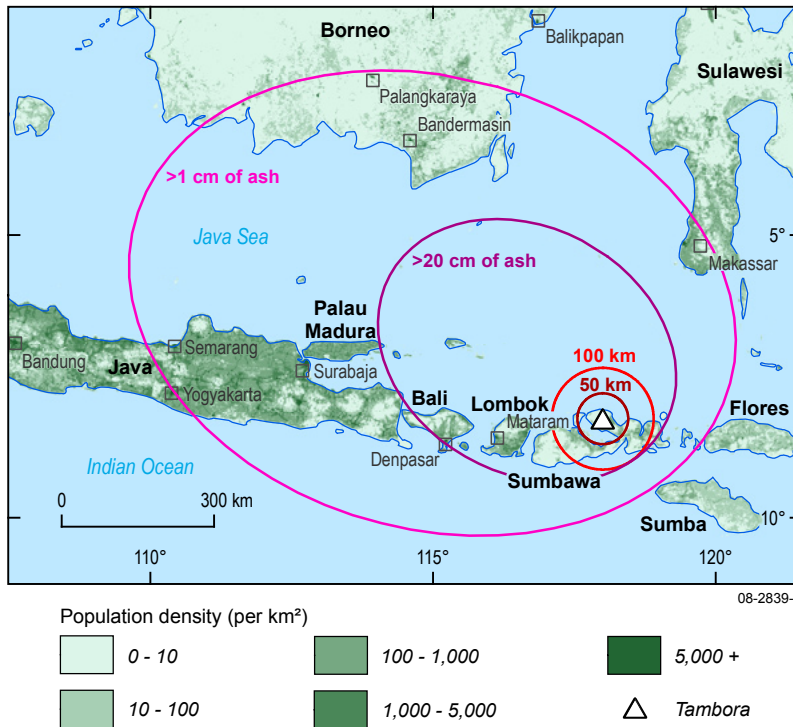 Borneo
Balikpapan
Sulawesi
Palangkaraya
Bandermasin
>1 cm of ash
Java Sea
5°
>20 cm of ash
Makassar
Palau
Madura
100 km
Bandung
Java
Semarang
Surabaja
50 km
Yogyakarta
Bali
Lombok
Mataram
Flores
Indian Ocean
Denpasar
Sumbawa
0
300 km
Sumba
10°
110°
115°
120°
08-2839-
Population density (per km²)
0 - 10
100 - 1,000
5,000 +
10 - 100
1,000 - 5,000
Tambora